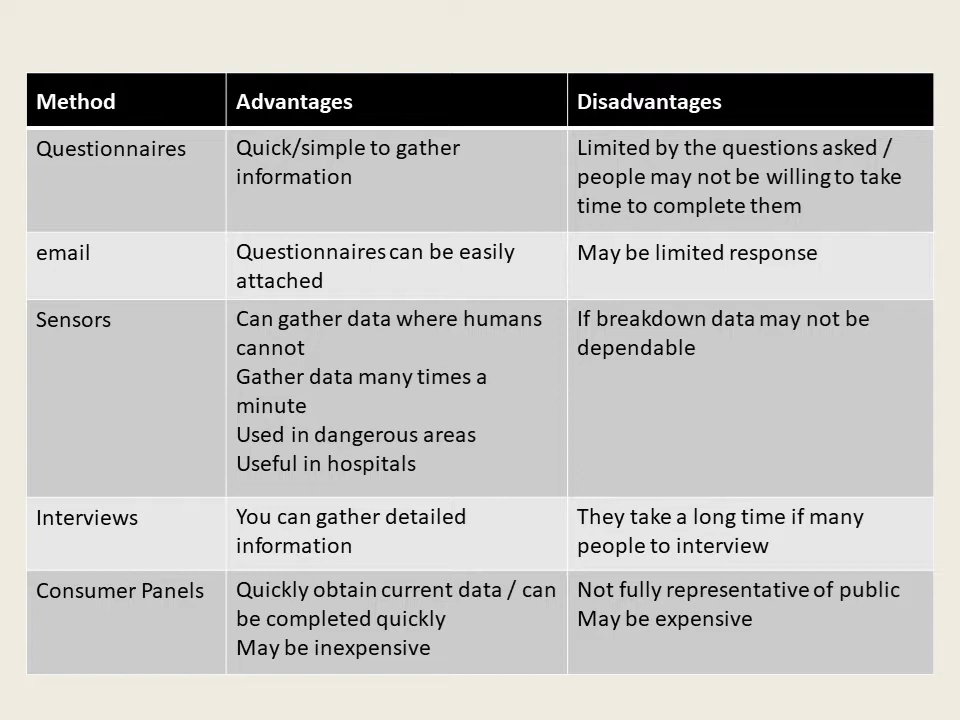 Method
Advantages
Disadvantages
Questionnaires
Quick/simple to gather
information
Limited by the questions asked /
people may not be willing to take
time to complete them
email
Questionnaires can be easily
attached
May be limited response
Sensors
Can gather data where humans
cannot
Gather data many times a
minute
Used in dangerous areas
Useful in hospitals
If breakdown data may not be
dependable
Interviews
You can gather detailed
information
They take a long time if many
people to interview
Consumer Panels
Quickly obtain current data / can
be completed quickly
May be inexpensive
Not fully representative of public
May be expensive